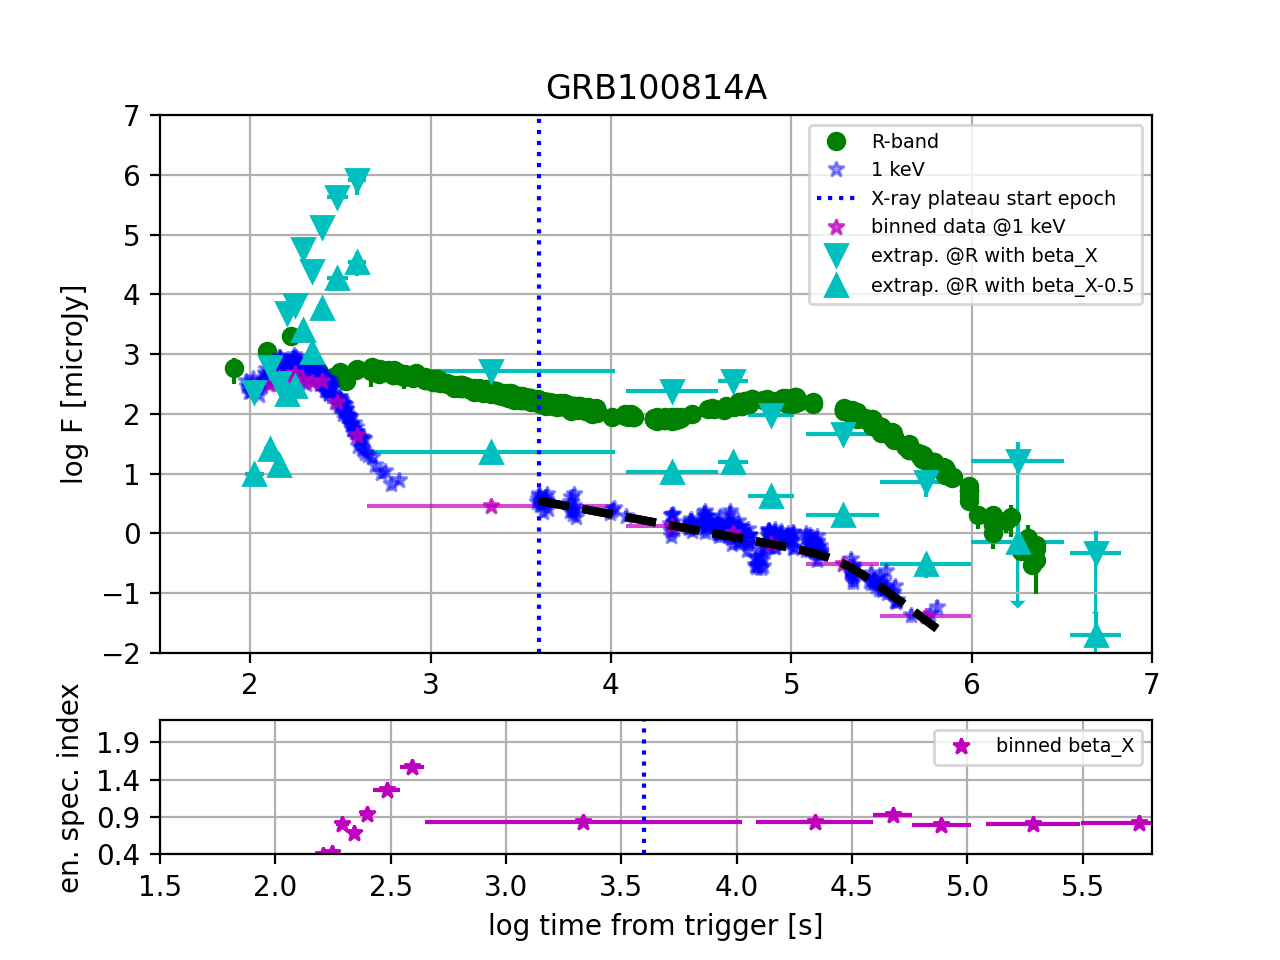 GRB100814A
7
6
5
4
3
2
1
0
−1
−2
log F [microJy]
R-band
1 keV
X-ray plateau start epoch
binned data @1 keV
extrap. @R with beta_X
extrap. @R with beta_X-0.5
2 3 4 5 6 7
1.9
1.4
0.9
0.4
en. spec. index
binned beta_X
1.5 2.0 2.5 3.0 3.5 4.0 4.5 5.0 5.5
log time from trigger [s]